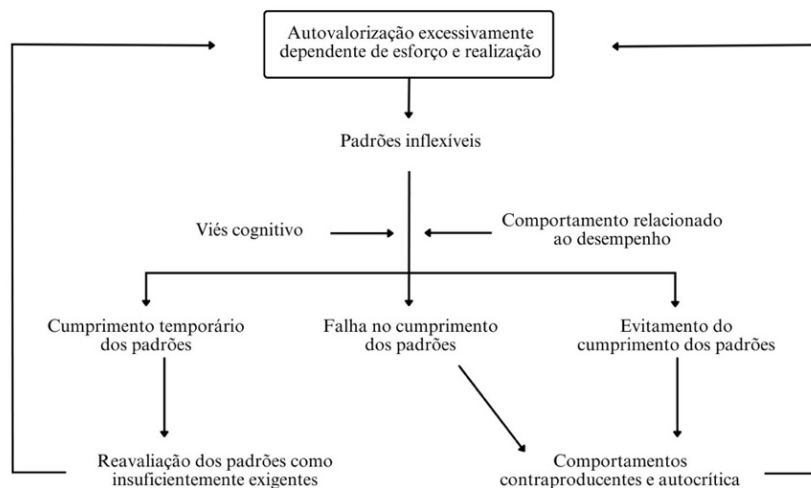 Autovalorização excessivamente
dependente de esforço e realização
Padrões inflexíveis
Viés cognitivo
Comportamento relacionado
ao desempenho
Cumprimento temporário
dos padrões
Falha no cumprimento
dos padrões
Evitamento do
cumprimento dos padrões
Reavaliação dos padrões como
insuficientemente exigentes
Comportamentos
contraproducentes e autocrítica